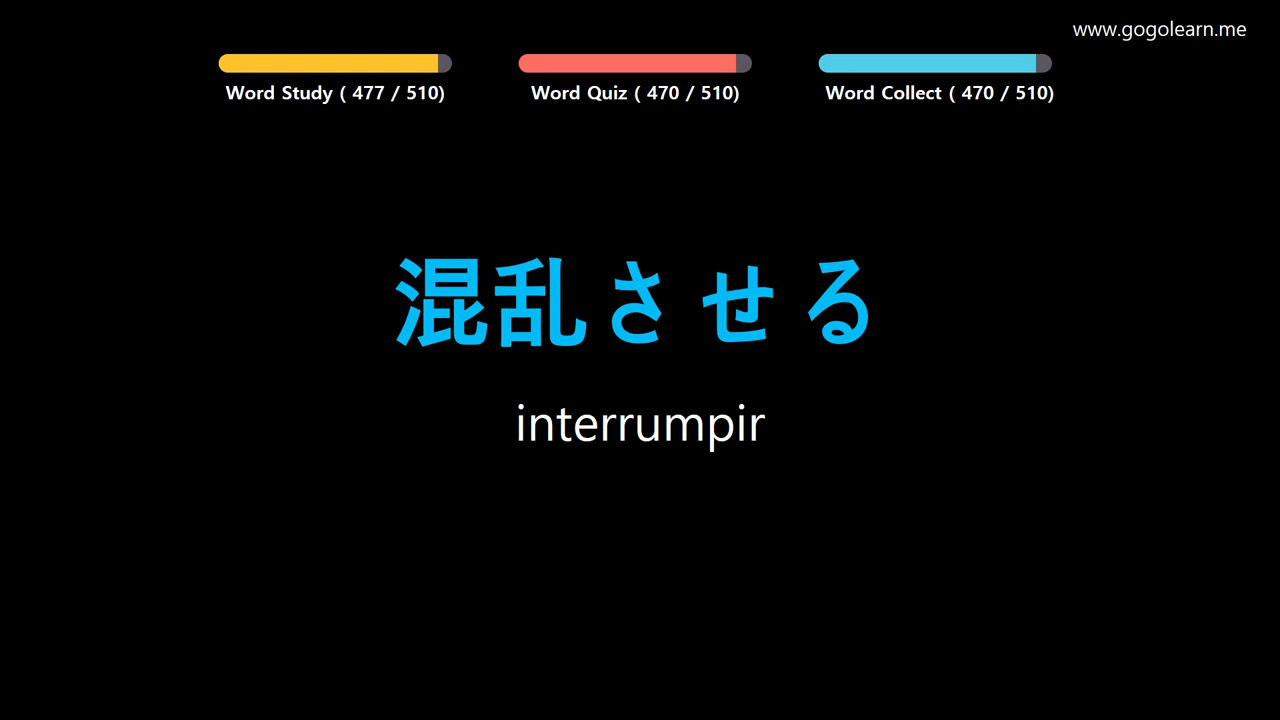 www.gogolearn.me
Word Study ( 477 / 510)
Word Quiz ( 470 / 510)
Word Collect ( 470 / 510)
混乱させる
interrumpir